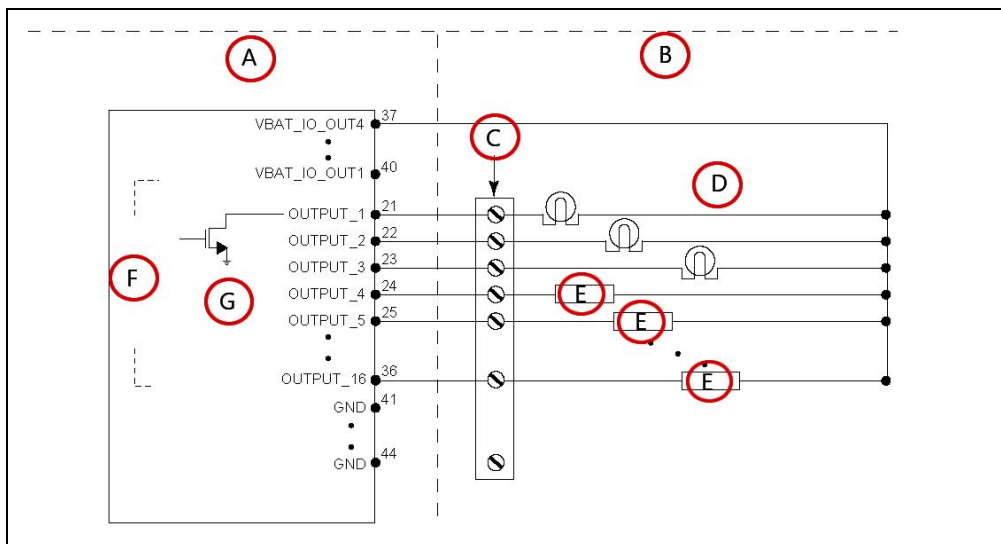 A
B
VBAT_IO_OUT4 37
C
VBAT_IO_OUT1 40
D
OUTPUT_1 21
OUTPUT_2 22
OUTPUT_3 23
F
G
OUTPUT_4 24
E
OUTPUT_5 25
E
OUTPUT_16 36
E
GND 41
GND 44